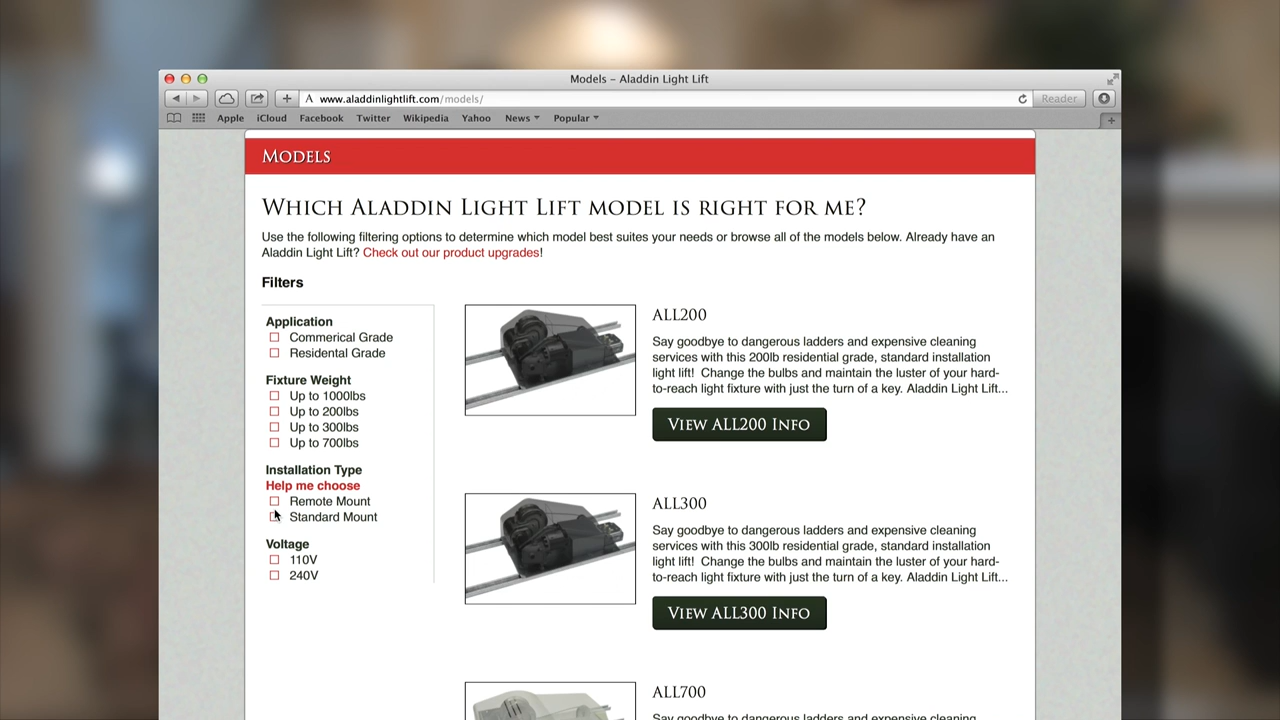 Models – Aladdin Light Lift
www.aladdinlightlift.com/models/
Reader
Apple iCloud Facebook Twitter Wikipedia Yahoo News Popular
Models
Which Aladdin Light Lift model is right for me?
Use the following filtering options to determine which model best suites your needs or browse all of the models below. Already have an
Aladdin Light Lift? Check out our product upgrades!
Filters
Application
Commerical Grade
Residental Grade
Fixture Weight
Up to 1000lbs
Up to 200lbs
Up to 300lbs
Up to 700lbs
Installation Type
Help me choose
Remote Mount
Standard Mount
Voltage
110V
240V
ALL200
Say goodbye to dangerous ladders and expensive cleaning
services with this 200lb residential grade, standard installation
light lift! Change the bulbs and maintain the luster of your hard-
to-reach light fixture with just the turn of a key. Aladdin Light Lift...
View ALL200 Info
ALL300
Say goodbye to dangerous ladders and expensive cleaning
services with this 300lb residential grade, standard installation
light lift! Change the bulbs and maintain the luster of your hard-
to-reach light fixture with just the turn of a key. Aladdin Light Lift...
View ALL300 Info
ALL700
Say goodbye to dangerous ladders and expensive cleaning